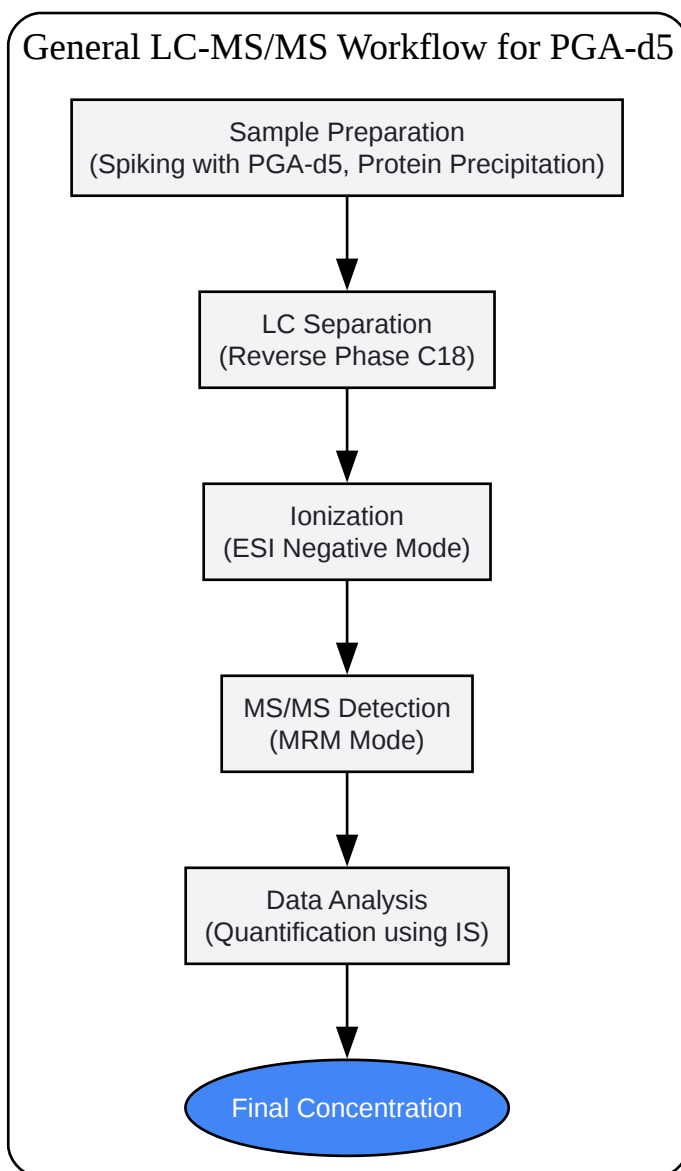 General LC-MS/MS Workflow for PGA-d5
Sample Preparation
(Spiking with PGA-d5, Protein Precipitation)
LC Separation
(Reverse Phase C18)
Ionization
(ESI Negative Mode)
MS/MS Detection
(MRM Mode)
Data Analysis
(Quantification using IS)
Final Concentration